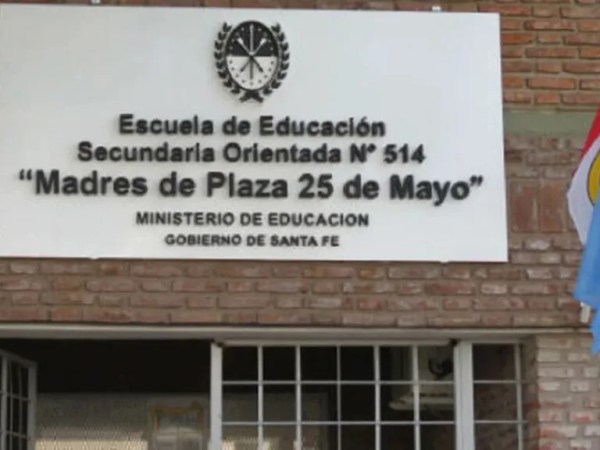 Escuela de Educación
Secundaria Orientada N° 514
“Madres de Plaza 25 de Mayo”
MINISTERIO DE EDUCACION
GOBIERNO DE SANTA FE